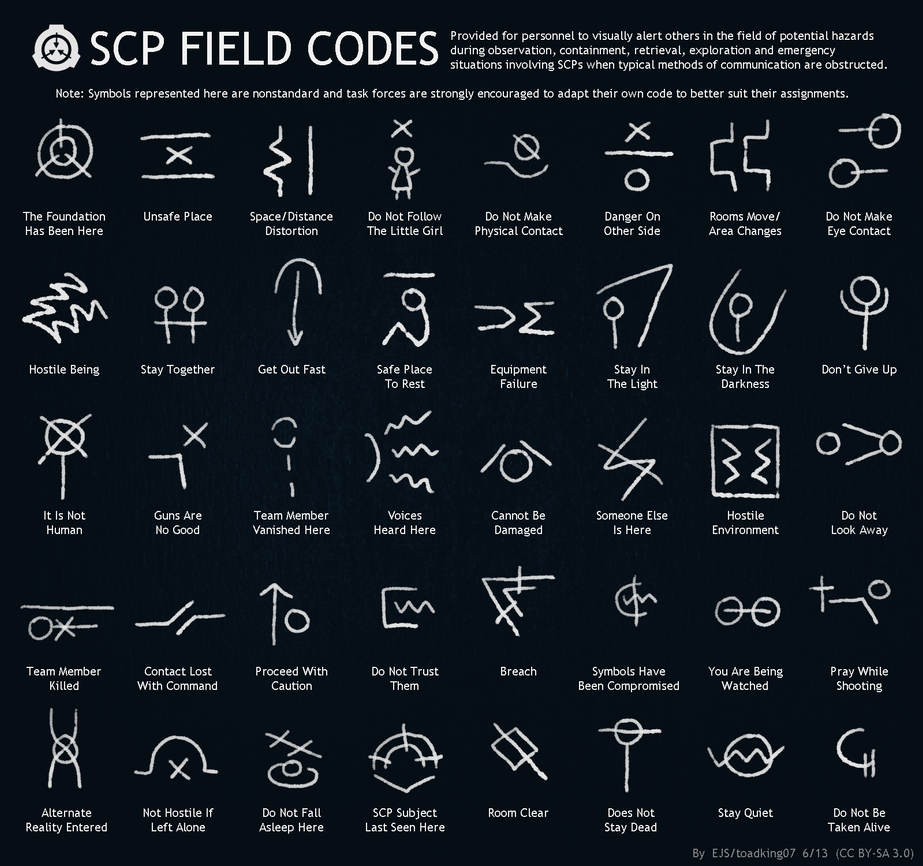 SCP FIELD CODES
Provided for personnel to visually alert others in the field of potential hazards
during observation, containment, retrieval, exploration and emergency
situations involving SCPs when typical methods of communication are obstructed.
Note: Symbols represented here are nonstandard and task forces are strongly encouraged to adapt their own code to better suit their assignments.
The Foundation
Has Been Here
Unsafe Place
Space/Distance
Distortion
Do Not Follow
The Little Girl
Do Not Make
Physical Contact
Danger On
Other Side
Rooms Move/
Area Changes
Do Not Make
Eye Contact
Hostile Being
Stay Together
Get Out Fast
Safe Place
To Rest
Equipment
Failure
Stay In
The Light
Stay In The
Darkness
Don't Give Up
It Is Not
Human
Guns Are
No Good
Team Member
Vanished Here
Voices
Heard Here
Cannot Be
Damaged
Someone Else
Is Here
Hostile
Environment
Do Not
Look Away
Team Member
Killed
Contact Lost
With Command
Proceed With
Caution
Do Not Trust
Them
Breach
Symbols Have
Been Compromised
You Are Being
Watched
Pray While
Shooting
Alternate
Reality Entered
Not Hostile If
Left Alone
Do Not Fall
Asleep Here
SCP Subject
Last Seen Here
Room Clear
Does Not
Stay Dead
Stay Quiet
Do Not Be
Taken Alive
By EJS/toadking07 6/13 (CC BY-SA 3.0)